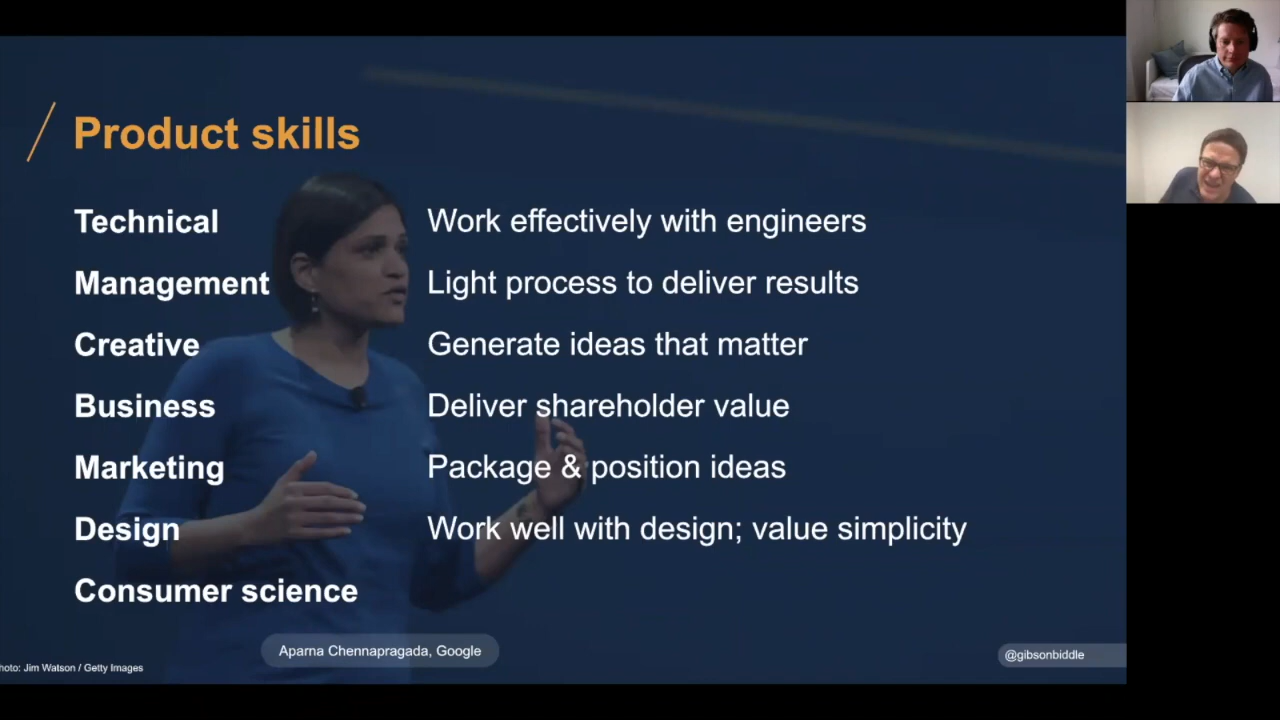 Product skills
Technical Work effectively with engineers
Management Light process to deliver results
Creative Generate ideas that matter
Business Deliver shareholder value
Marketing Package & position ideas
Design Work well with design; value simplicity
Consumer science
Aparna Chennapragada, Google
@gibsonbiddle
hoto: Jim Watson / Getty Images